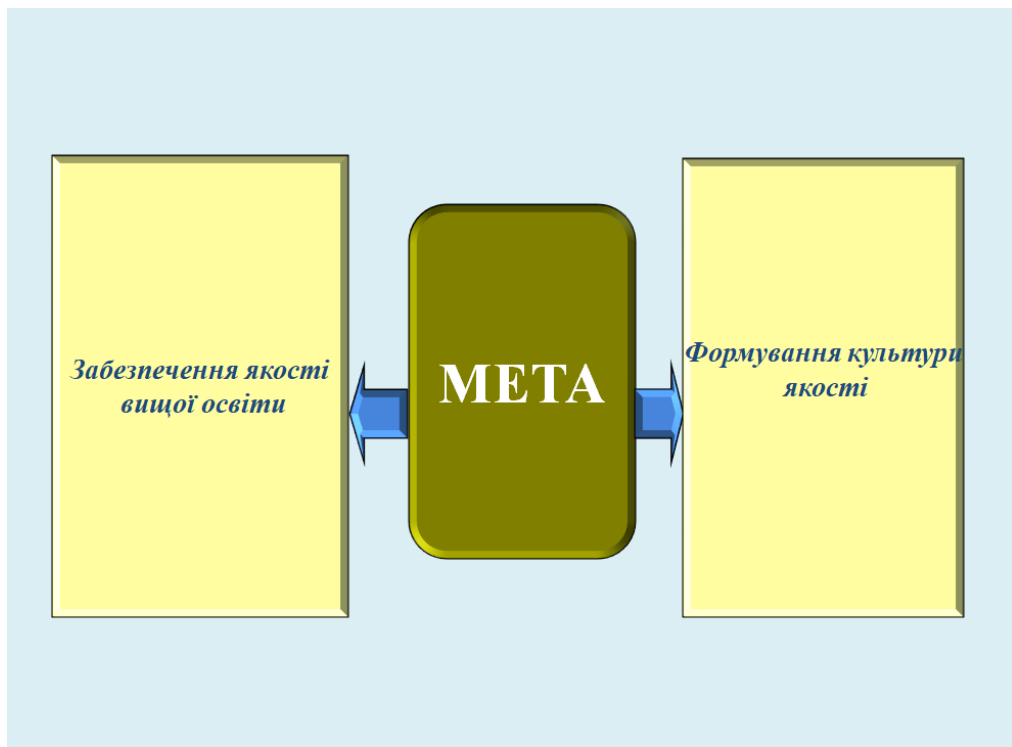 Забезпечення якості
вищої освіти
МЕТА
Формування культури
якості